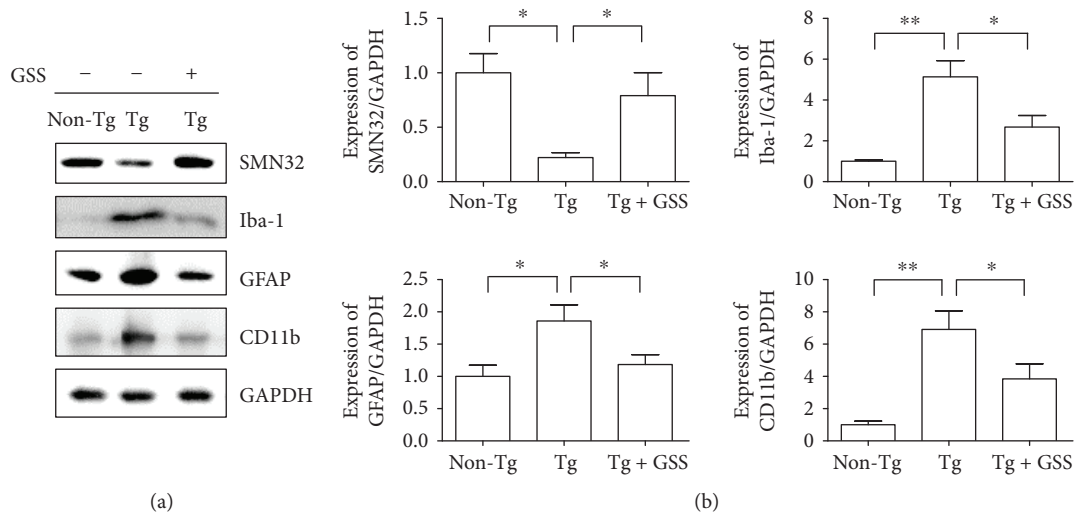 GSS − − +
Non-Tg Tg Tg
SMN32
Iba-1
GFAP
CD11b
GAPDH
(a)
Expression of
SMN32/GAPDH
1.5
1.0
0.5
0.0
* *
Non-Tg Tg Tg + GSS
Expression of
Iba-1/GAPDH
8
6
4
2
0
** *
Non-Tg Tg Tg + GSS
Expression of
GFAP/GAPDH
2.5
2.0
1.5
1.0
0.5
0.0
* *
Non-Tg Tg Tg + GSS
Expression of
CD11b/GAPDH
10
8
6
4
2
0
** *
Non-Tg Tg Tg + GSS
(b)